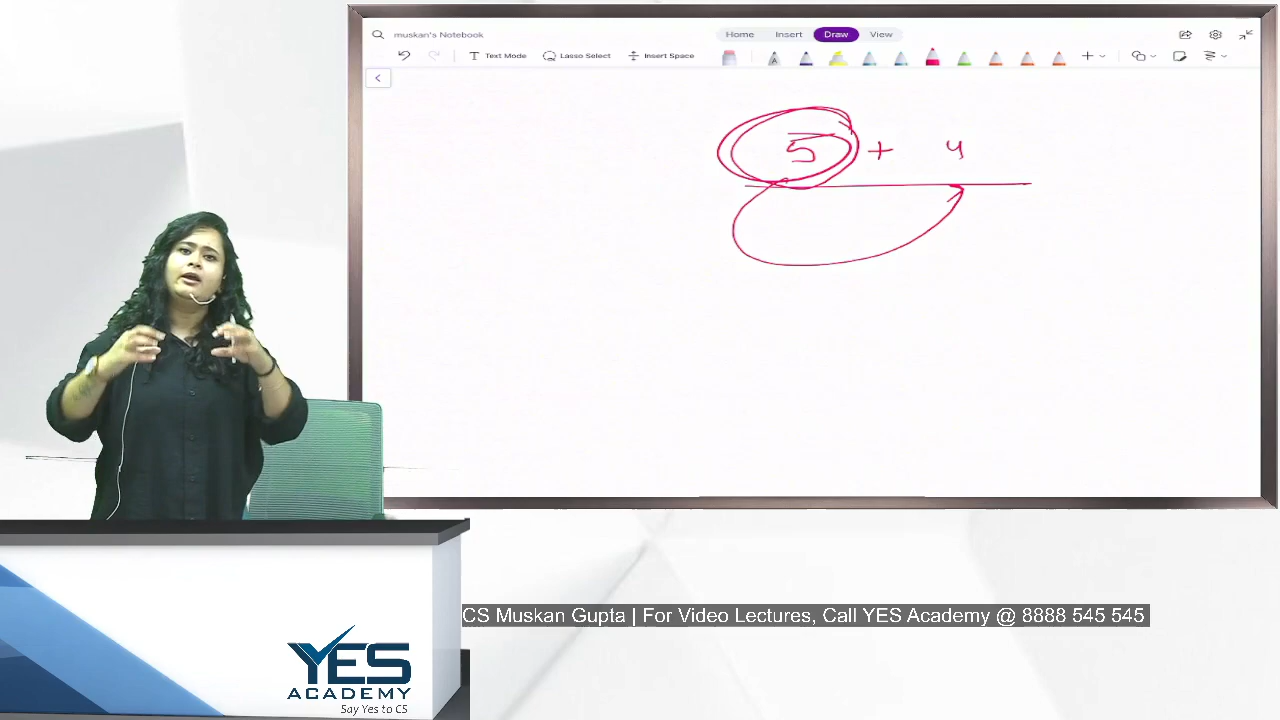 muskan's Notebook
Home Insert Draw View
Text Mode Lasso Select Insert Space
5 + 4
CS Muskan Gupta | For Video Lectures, Call YES Academy @ 8888 545 545
YES
ACADEMY
Say Yes to CS